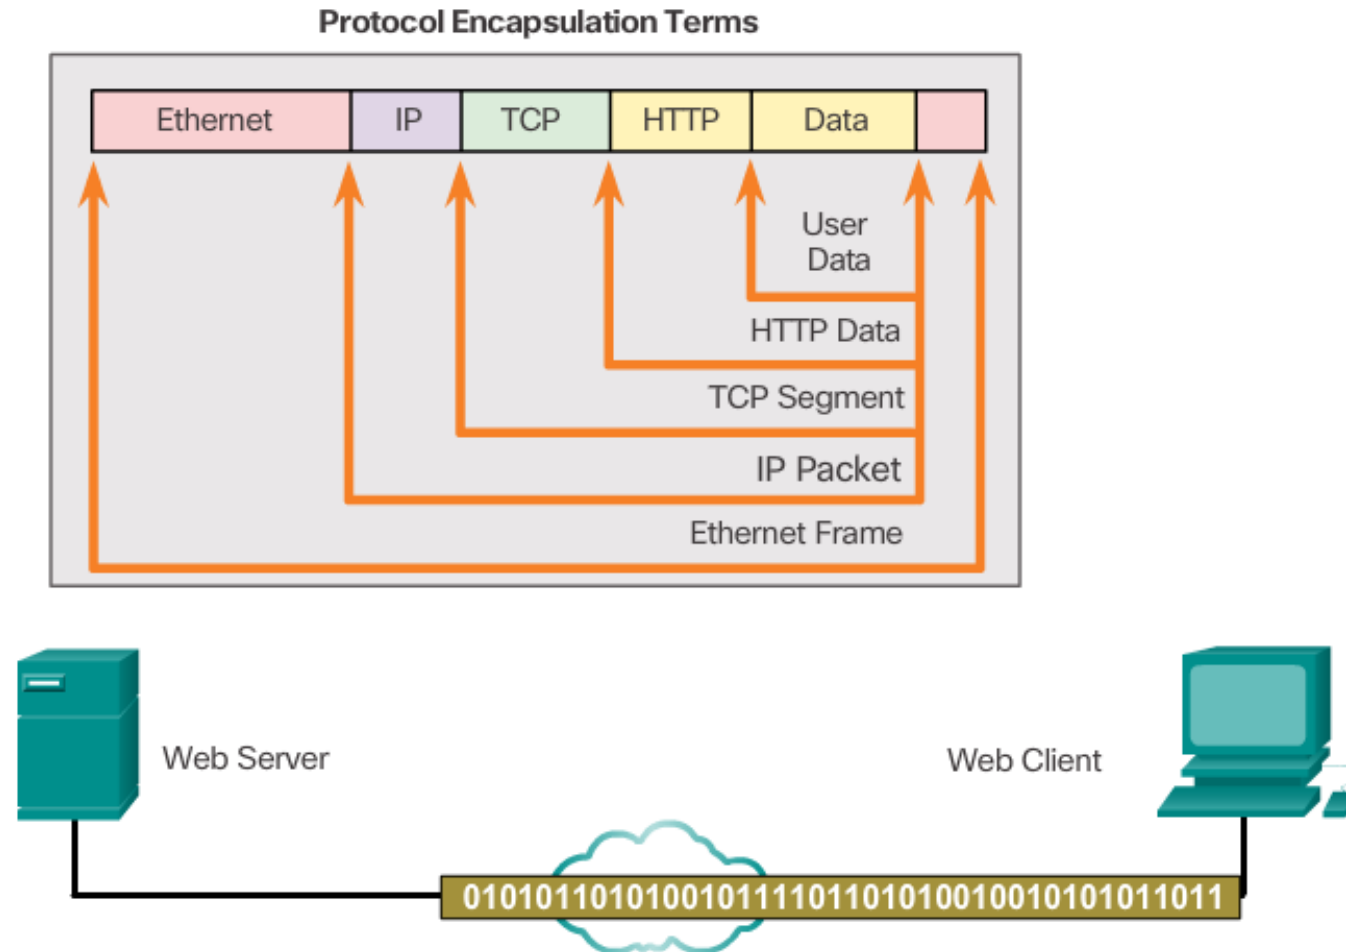 Protocol Encapsulation Terms
Ethernet IP TCP HTTP Data
User
Data
HTTP Data
TCP Segment
IP Packet
Ethernet Frame
Web Server
Web Client
010101101010010111101101010010010101011011